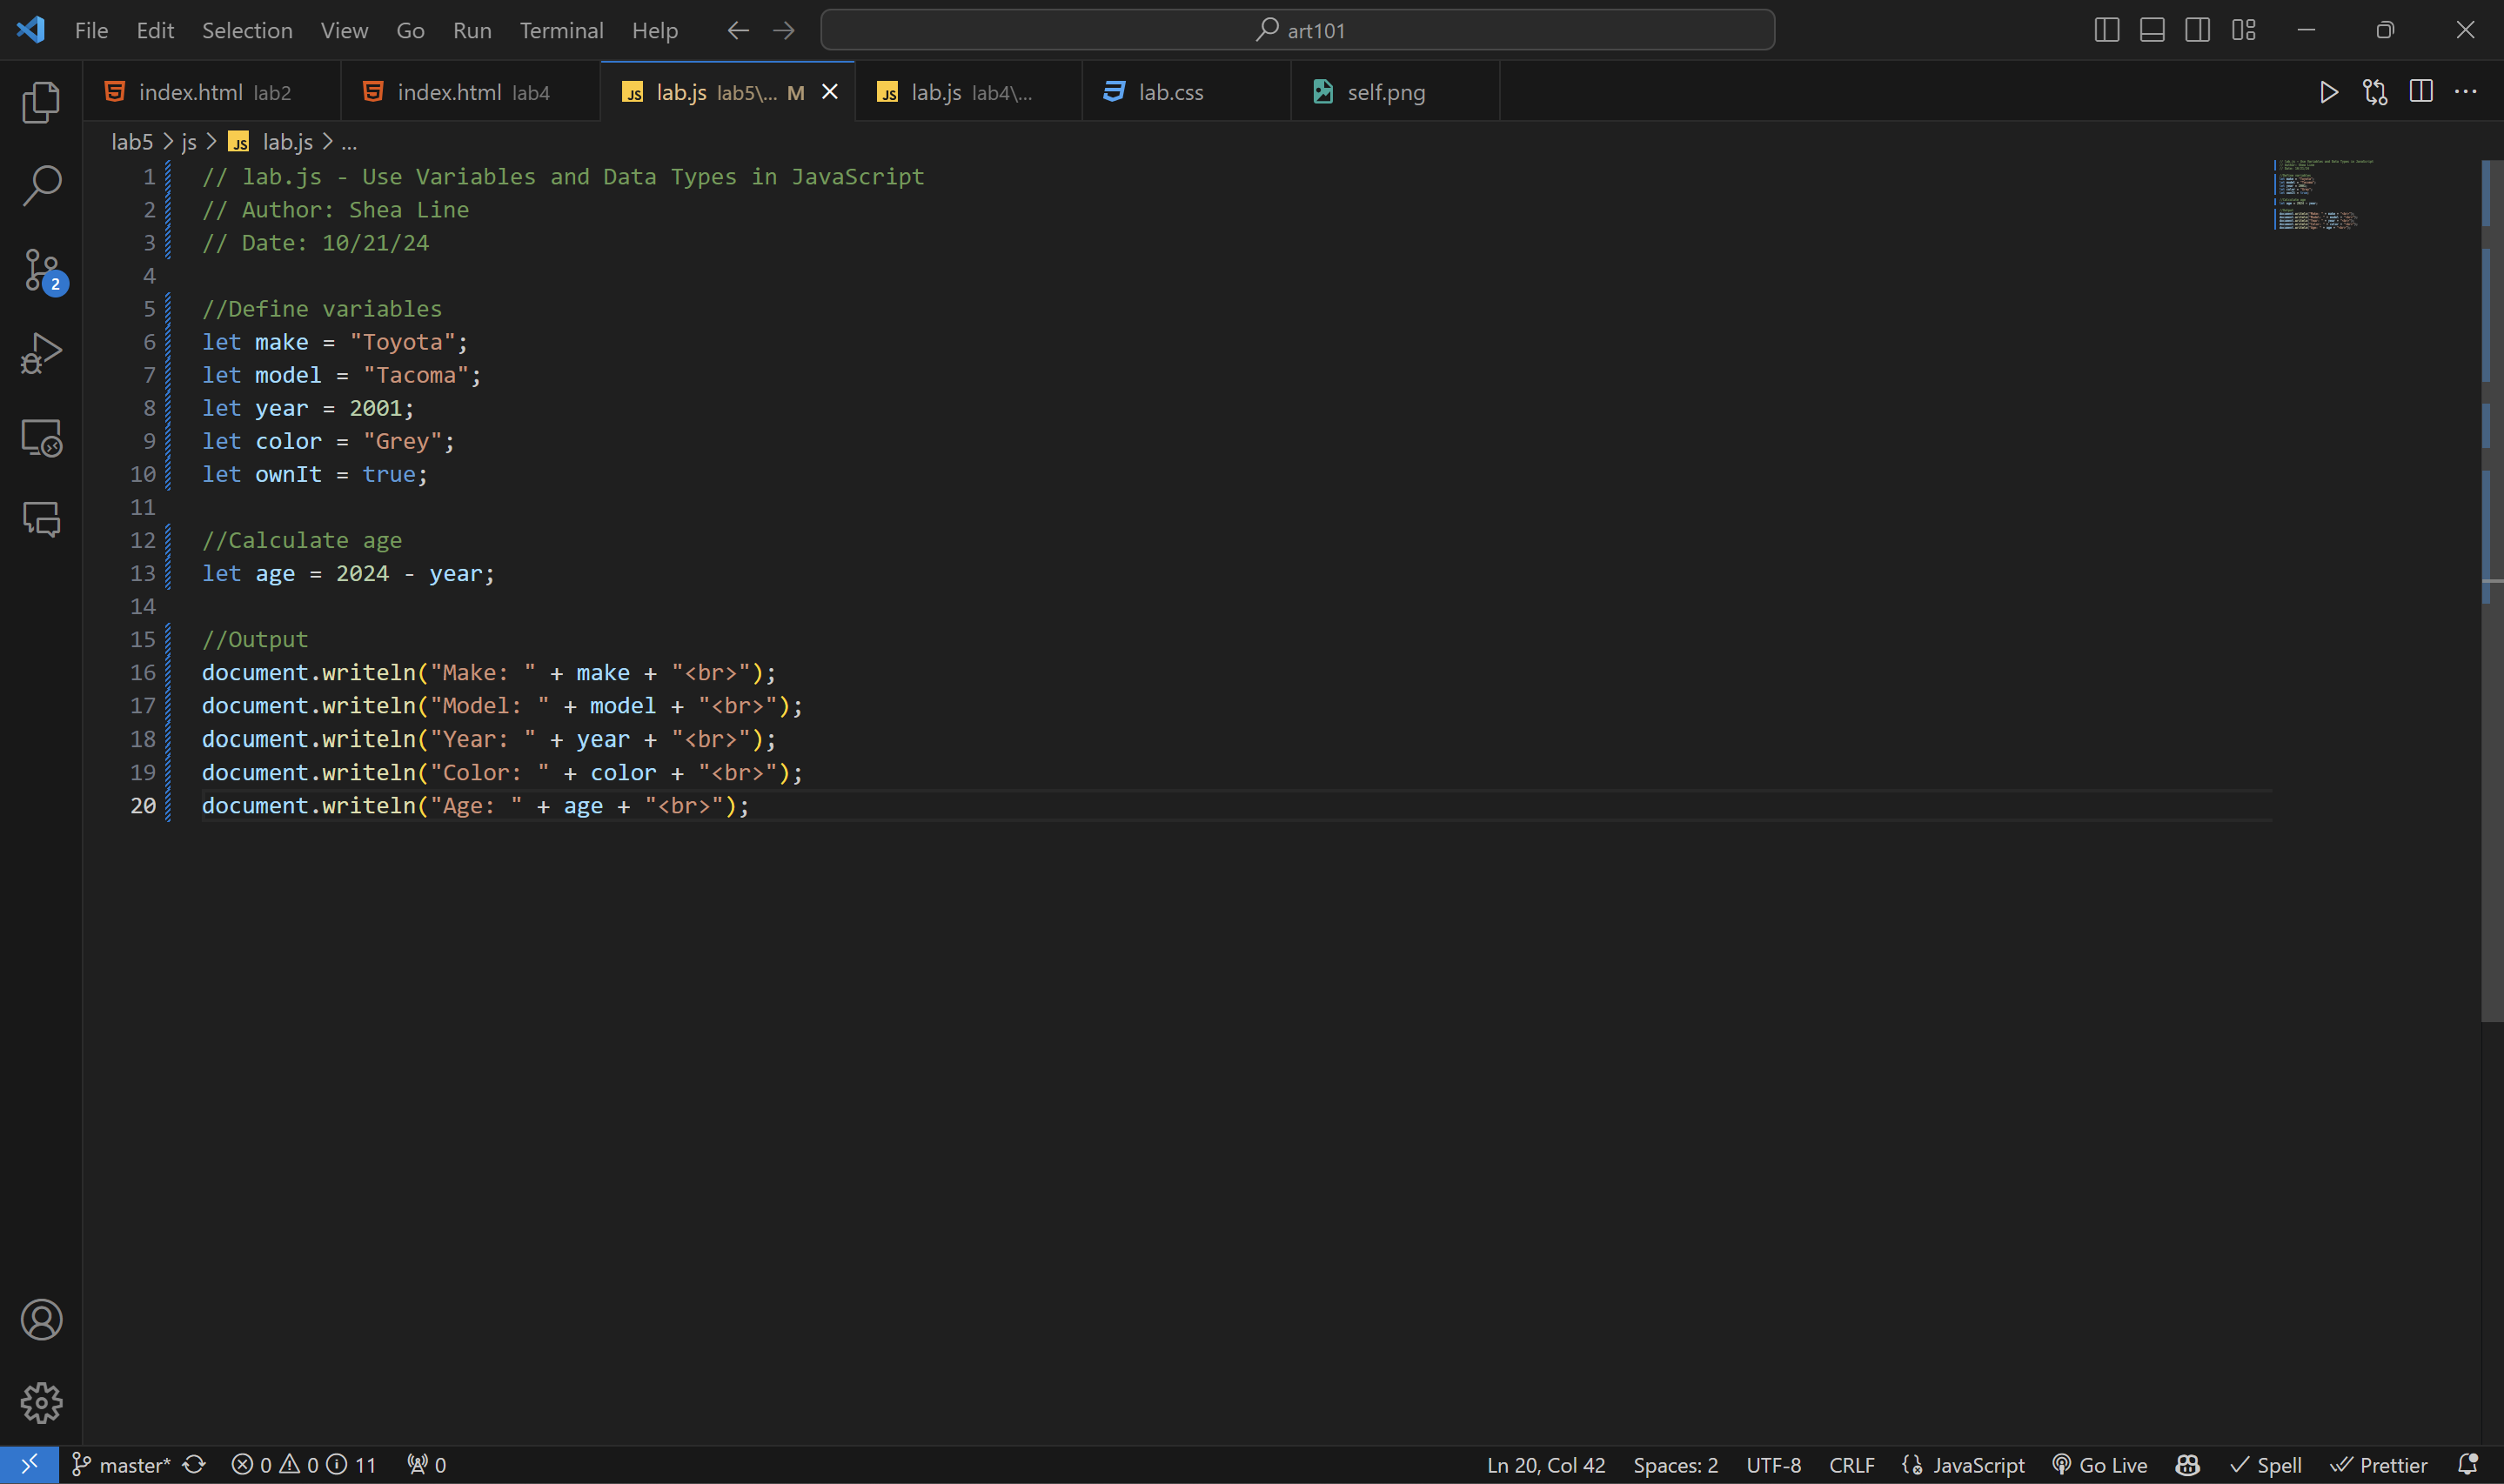 File Edit Selection View Go Run Terminal Help art101
index.html lab2 index.html lab4 JS lab.js lab5\... M JS lab.js lab4\... lab.css self.png
lab5 > js > JS lab.js > ...
1 // lab.js - Use Variables and Data Types in JavaScript
2 // Author: Shea Line
3 // Date: 10/21/24
4
5 //Define variables
6 let make = "Toyota";
7 let model = "Tacoma";
8 let year = 2001;
9 let color = "Grey";
10 let ownIt = true;
11
12 //Calculate age
13 let age = 2024 - year;
14
15 //Output
16 document.writeln("Make: " + make + "<br>");
17 document.writeln("Model: " + model + "<br>");
18 document.writeln("Year: " + year + "<br>");
19 document.writeln("Color: " + color + "<br>");
20 document.writeln("Age: " + age + "<br>");
2
master* 0 0 11 0 Ln 20, Col 42 Spaces: 2 UTF-8 CRLF JavaScript Go Live Spell Prettier